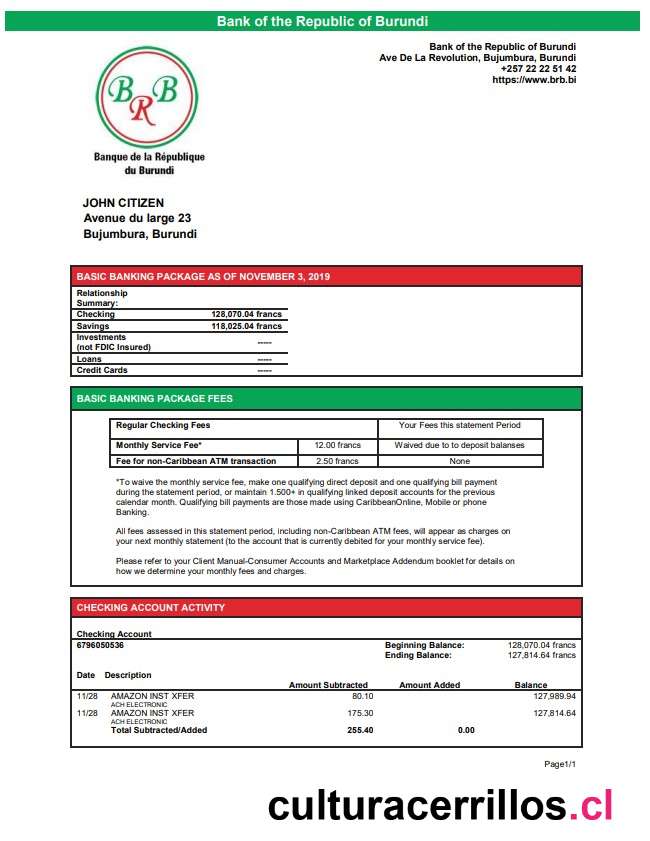 Bank of the Republic of Burundi
Bank of the Republic of Burundi
Ave De La Revolution, Bujumbura, Burundi
+257 22 22 51 42
https://www.brb.bi
BRB
Banque de la République
du Burundi
JOHN CITIZEN
Avenue du large 23
Bujumbura, Burundi
BASIC BANKING PACKAGE AS OF NOVEMBER 3, 2019
Relationship
Summary:
Checking 128,070.04 francs
Savings 118,025.04 francs
Investments
(not FDIC Insured) -----
Loans -----
Credit Cards -----
BASIC BANKING PACKAGE FEES
Regular Checking Fees Your Fees this statement Period
Monthly Service Fee* 12.00 francs Waived due to to deposit balanses
Fee for non-Caribbean ATM transaction 2.50 francs None
*To waive the monthly service fee, make one qualifying direct deposit and one qualifying bill payment
during the statement period, or maintain 1.500+ in qualifying linked deposit accounts for the previous
calendar month. Qualifying bill payments are those made using CaribbeanOnline, Mobile or phone
Banking.
All fees assessed in this statement period, including non-Caribbean ATM fees, will appear as charges on
your next monthly statement (to the account that is currently debited for your monthly service fee).
Please refer to your Client Manual-Consumer Accounts and Marketplace Addendum booklet for details on
how we determine your monthly fees and charges.
CHECKING ACCOUNT ACTIVITY
Checking Account
6796050536 Beginning Balance: 128,070.04 francs
Ending Balance: 127,814.64 francs
Date Description
Amount Subtracted Amount Added Balance
11/28 AMAZON INST XFER 80.10 127,989.94
ACH ELECTRONIC
11/28 AMAZON INST XFER 175.30 127,814.64
ACH ELECTRONIC
Total Subtracted/Added 255.40 0.00
Page1/1
culturacerrillos.cl